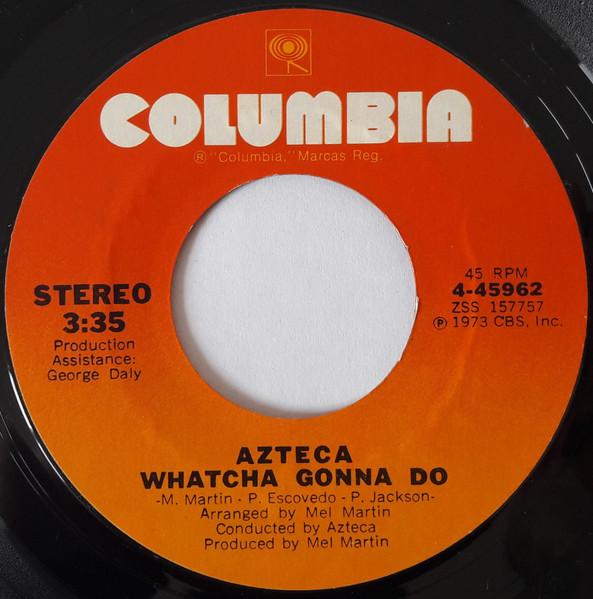 COLUMBIA
Ⓡ "Columbia," Marcas Reg.
STEREO
3:35
Production
Assistance:
George Daly
45 RPM
4-45962
ZSS 157757
Ⓟ 1973 CBS, Inc.
AZTECA
WHATCHA GONNA DO
-M. Martin - P. Escovedo - P. Jackson-
Arranged by Mel Martin
Conducted by Azteca
Produced by Mel Martin